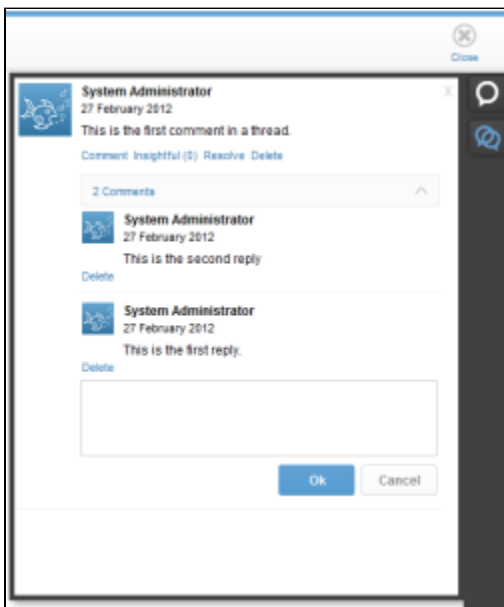 Close
System Administrator
X
27 February 2012
This is the first comment in a thread.
Comment Insightful (0) Resolve Delete
2 Comments
System Administrator
27 February 2012
This is the second reply
Delete
System Administrator
27 February 2012
This is the first reply.
Delete
Ok Cancel